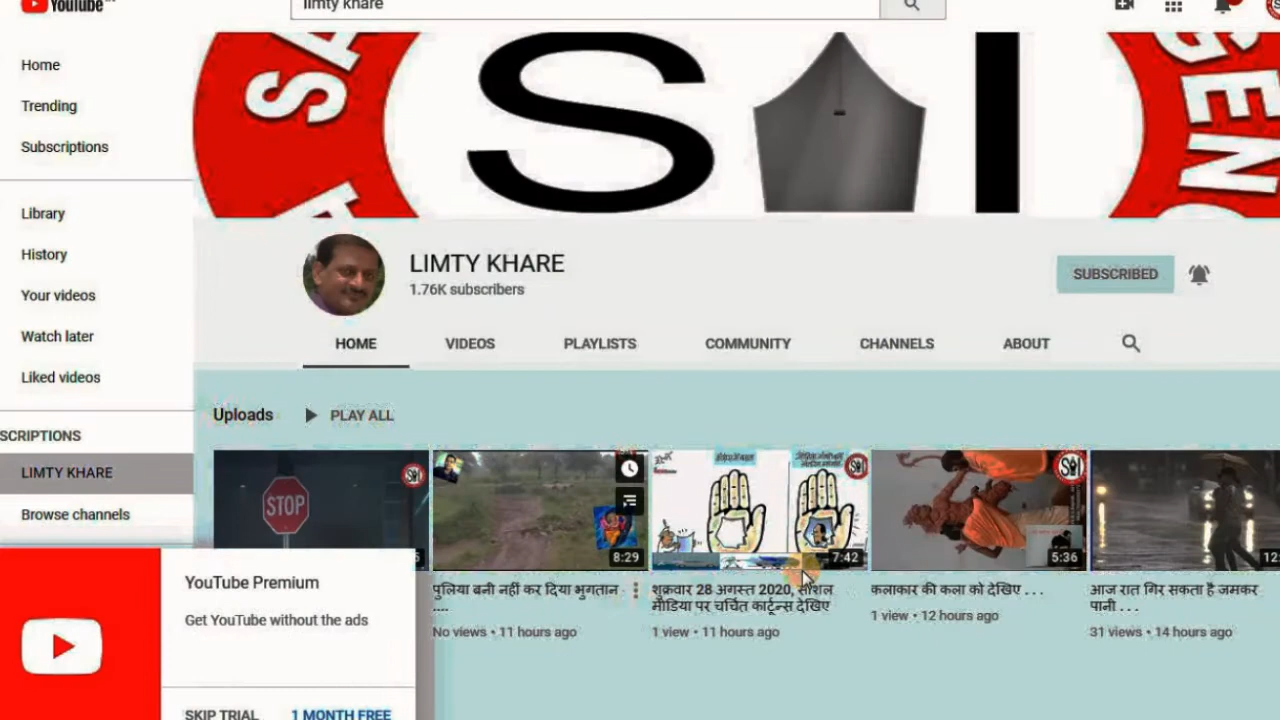 YouTube
limty khare
Home
Trending
Subscriptions
Library
History
Your videos
Watch later
Liked videos
SCRIPTIONS
LIMTY KHARE
Browse channels
SAI
GEN
LIMTY KHARE
1.76K subscribers
SUBSCRIBED
HOME
VIDEOS
PLAYLISTS
COMMUNITY
CHANNELS
ABOUT
Uploads
PLAY ALL
STOP
8:29
7:42
5:36
12:
पुलिया बनी नहीं कर दिया भुगतान
....
No views • 11 hours ago
शुक्रवार 28 अगस्त 2020, सोशल
मीडिया पर चर्चित कार्टून्स देखिए
1 view • 11 hours ago
कलाकार की कला को देखिए . . .
1 view • 12 hours ago
आज रात गिर सकता है जमकर
पानी . . .
31 views • 14 hours ago
YouTube Premium
Get YouTube without the ads
SKIP TRIAL
1 MONTH FREE